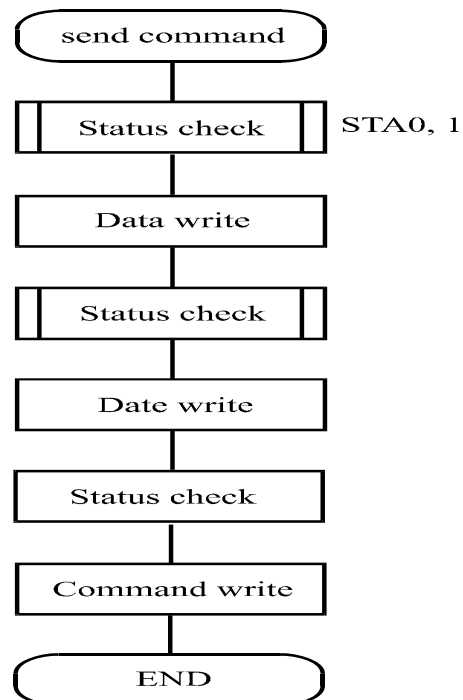 send command
Status check
STA0, 1
Data write
Status check
Date write
Status check
Command write
END